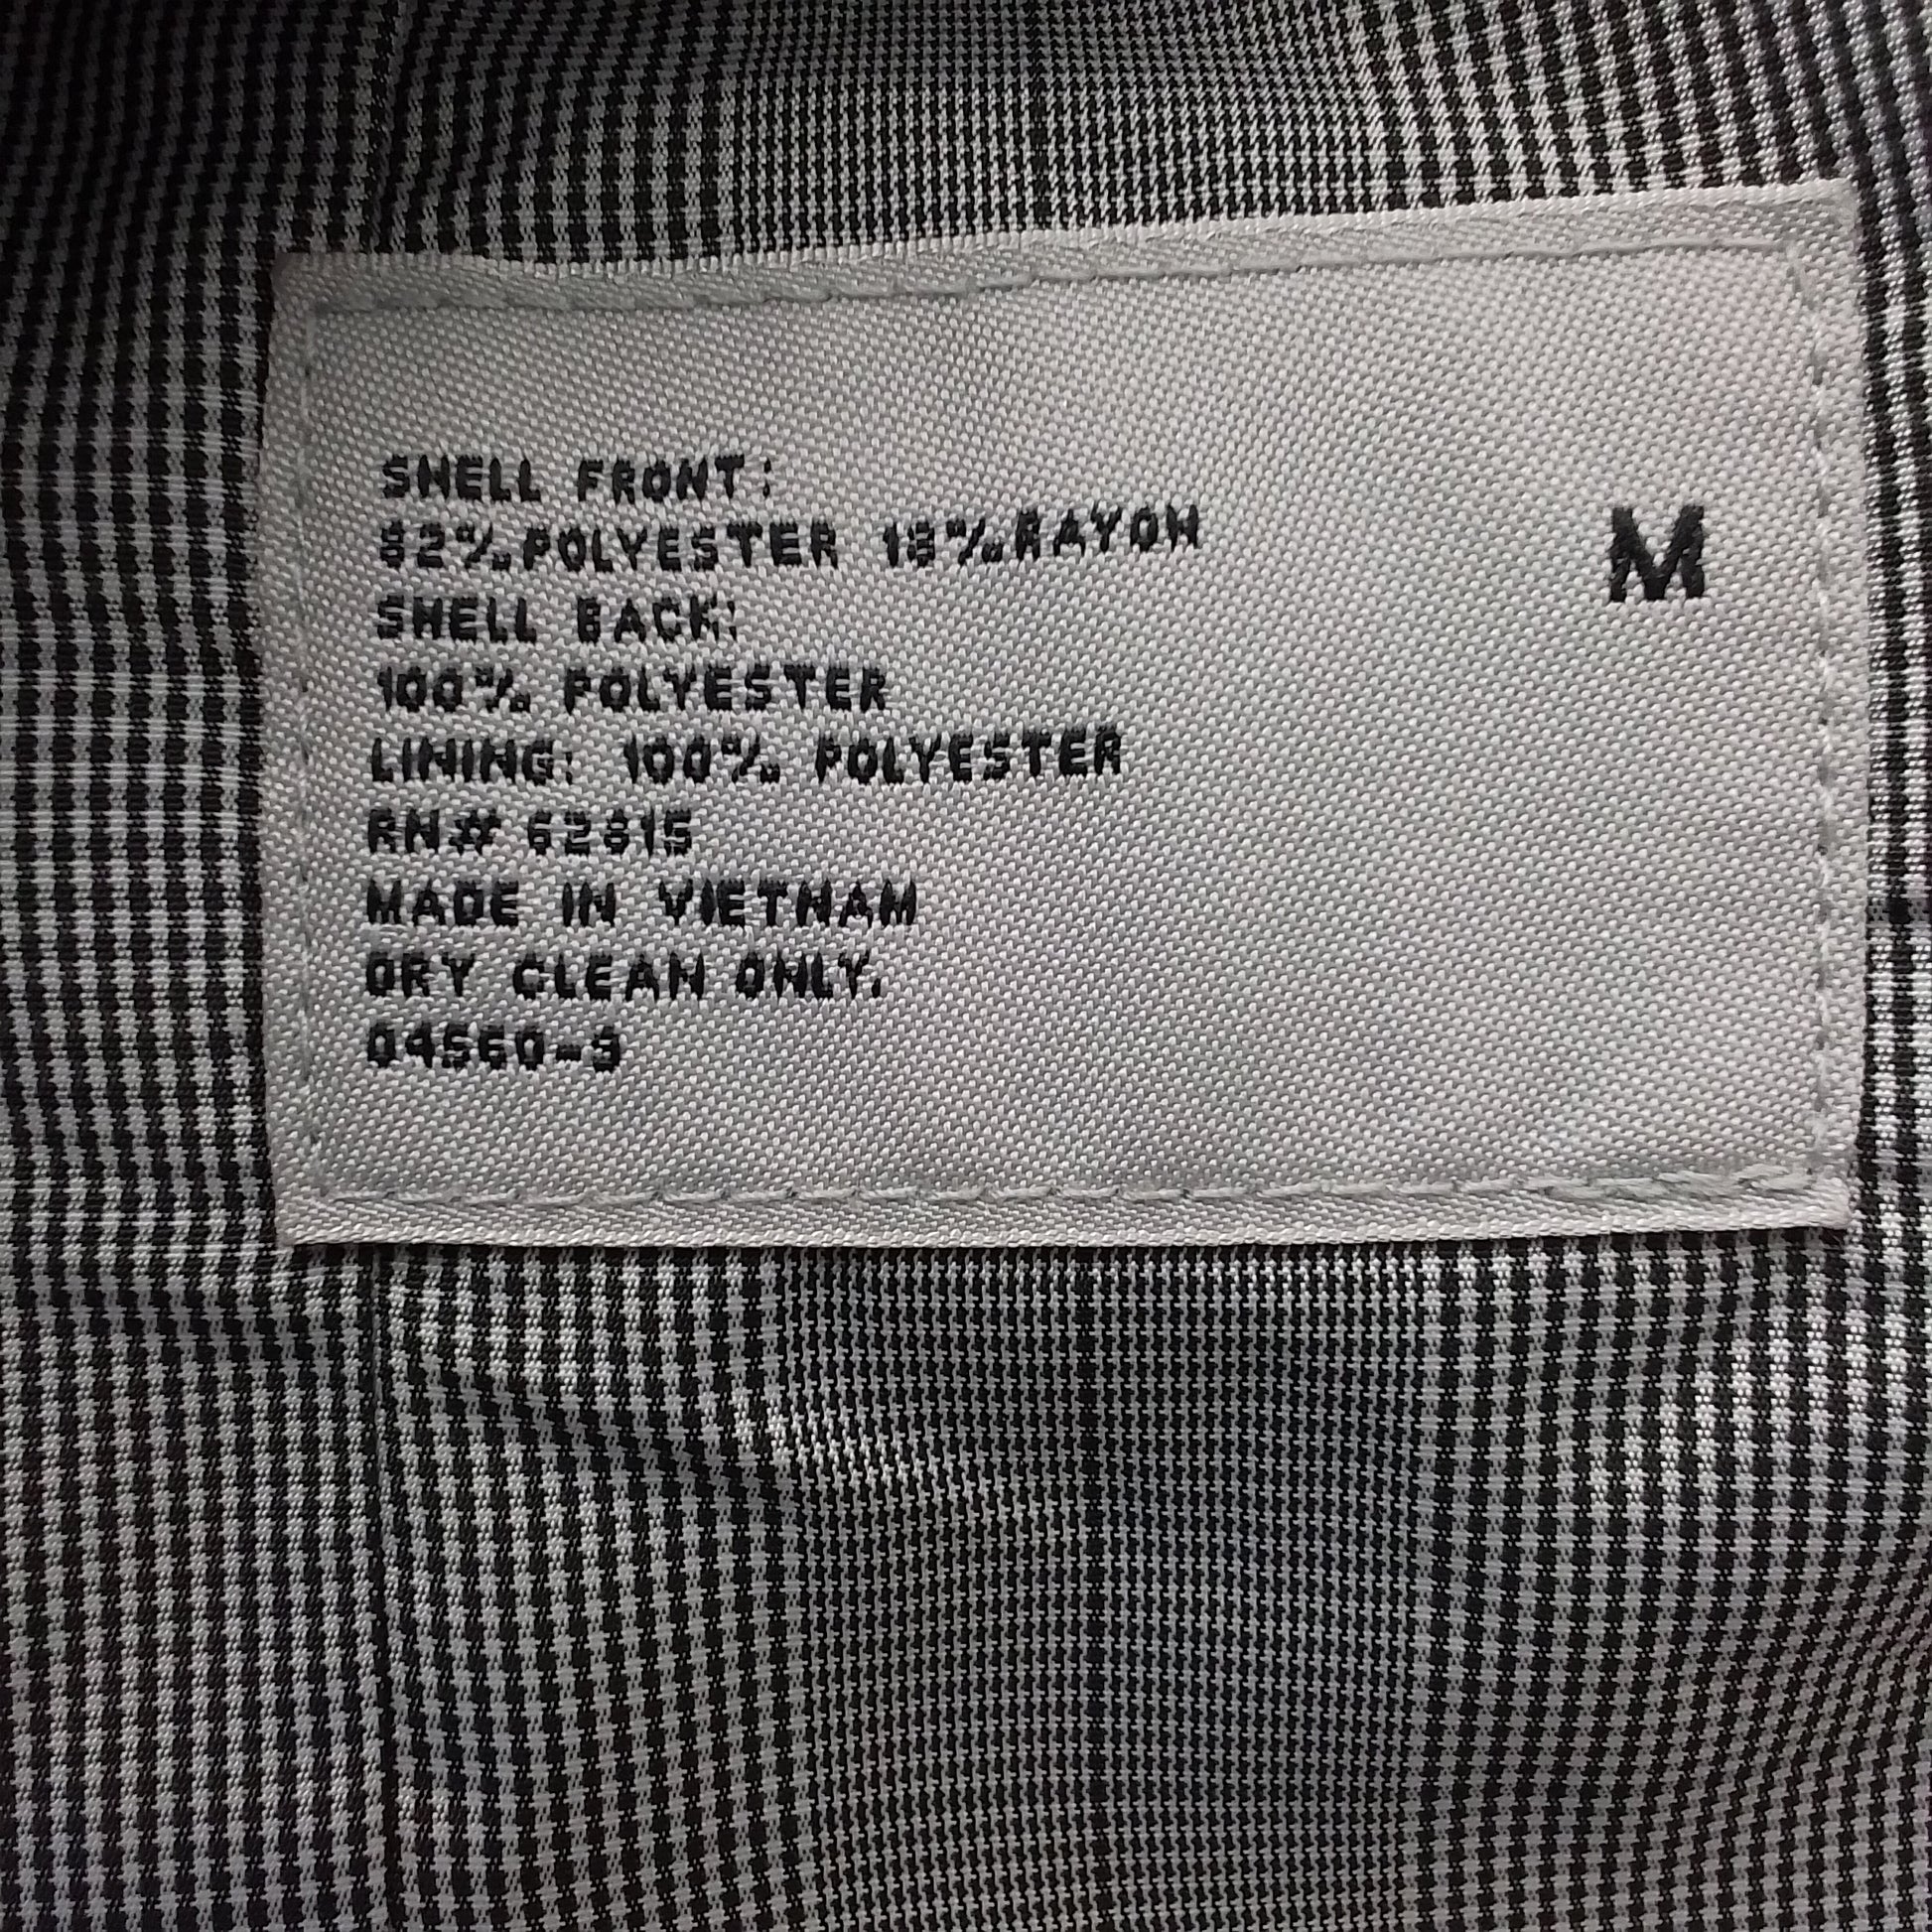 SHELL FRONT:
82% POLYESTER 18% RAYON
M
SHELL BACK:
100% POLYESTER
LINING: 100% POLYESTER
RN# 62815
MADE IN VIETNAM
DRY CLEAN ONLY.
04560-3